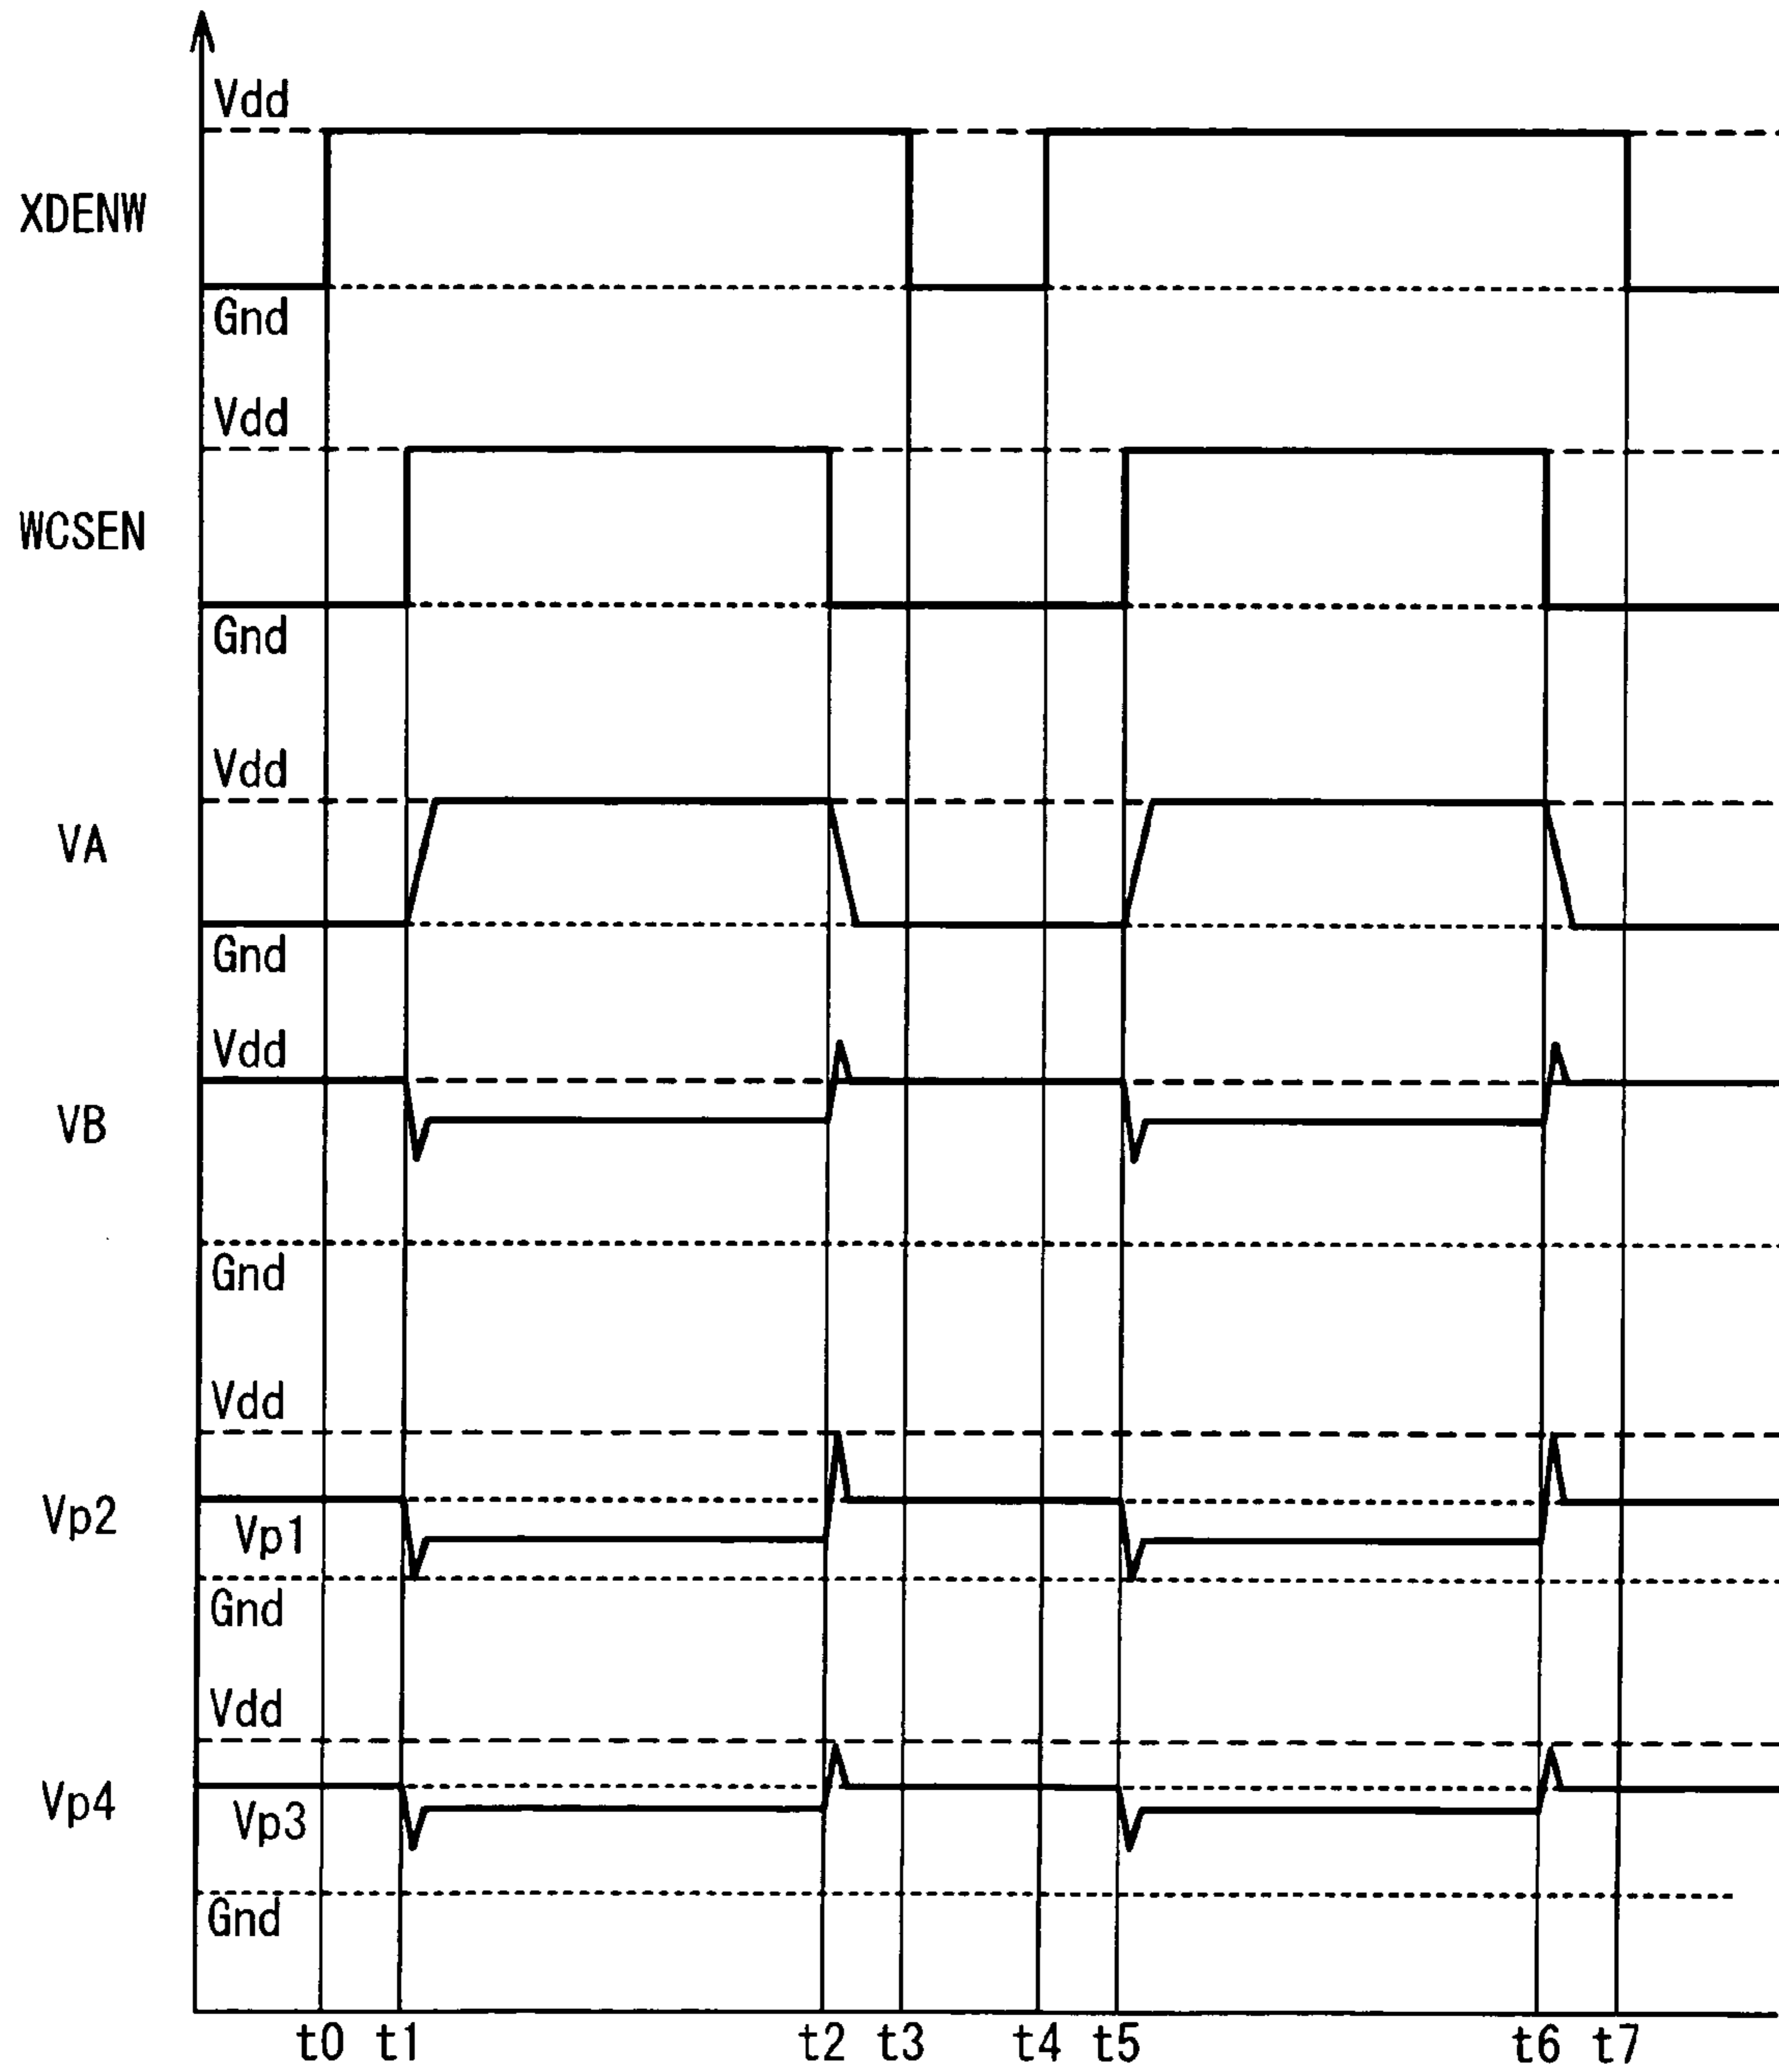 Vdd
XDENW
Gnd
Vdd
WCSEN
Gnd
Vdd
VA
Gnd
Vdd
VB
Gnd
Vdd
Vp2
Vp1
Gnd
Vdd
Vp4
Vp3
Gnd
t0 t1 t2 t3 t4 t5 t6 t7